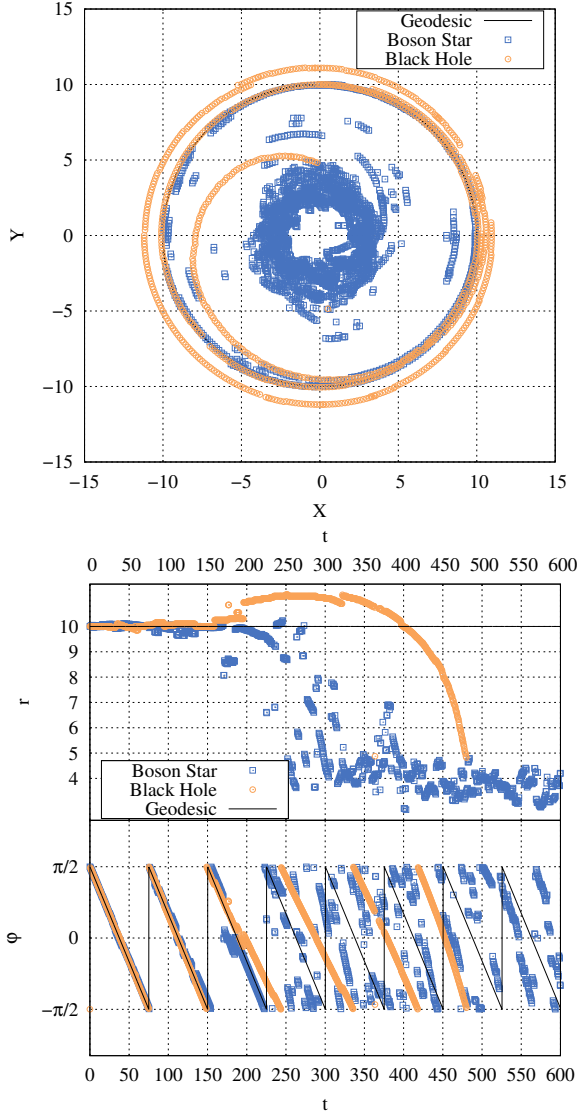 15
10
5
0
−5
−10
−15
Y
Geodesic
Boson Star
Black Hole
−15 −10 −5 0 5 10 15
X
t
0 50 100 150 200 250 300 350 400 450 500 550 600
10
9
8
7
6
5
4
r
Boson Star
Black Hole
Geodesic
π/2
0
−π/2
φ
0 50 100 150 200 250 300 350 400 450 500 550 600
t